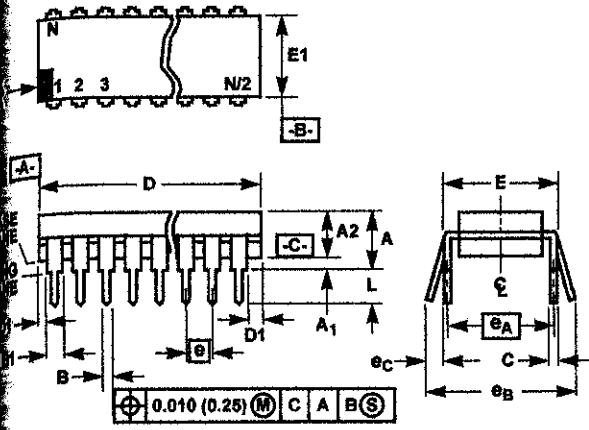 N
E1
1 2 3 N/2
-B-
-A-
D
E
A2
A
-C-
L
A1
D1
e
eA
B
eC
C
eB
⌖ 0.010 (0.25) Ⓜ C A B Ⓢ